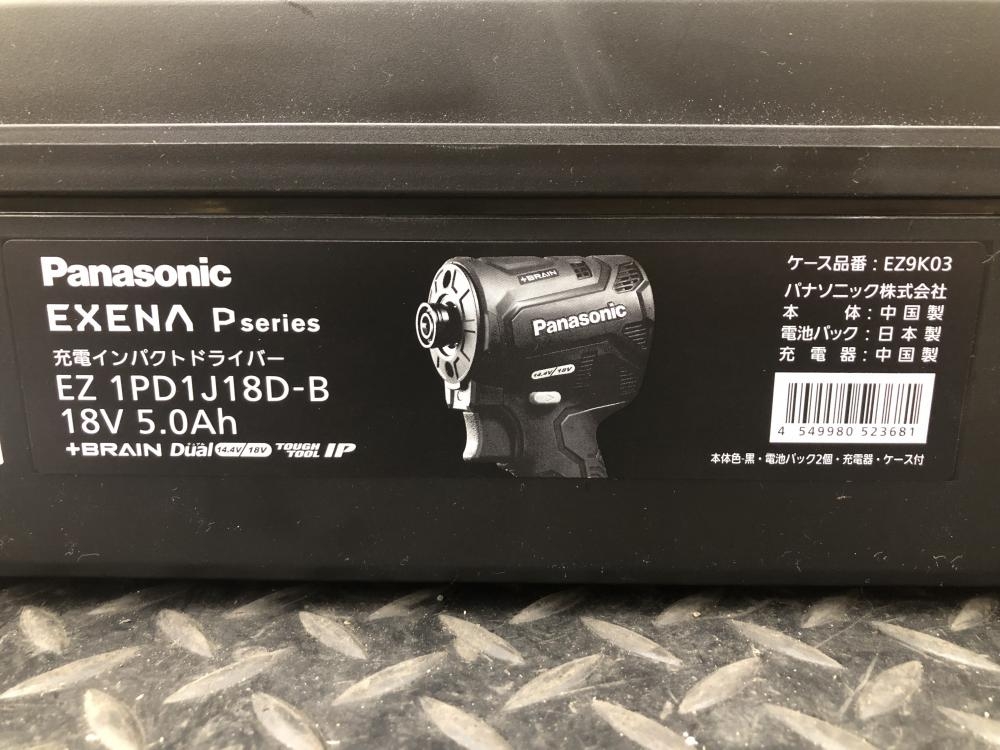 Panasonic
EXENA P series
充電インパクトドライバー
EZ 1PD1J18D-B
18V 5.0Ah
+BRAIN Dual 14.4V/18V TOUGH TOOL IP
+BRAIN
Panasonic
14.4V/18V
ケース品番:EZ9K03
パナソニック株式会社
本体:中国製
電池パック:日本製
充電器:中国製
4 549980 523681
本体色-黒・電池パック2個・充電器・ケース付